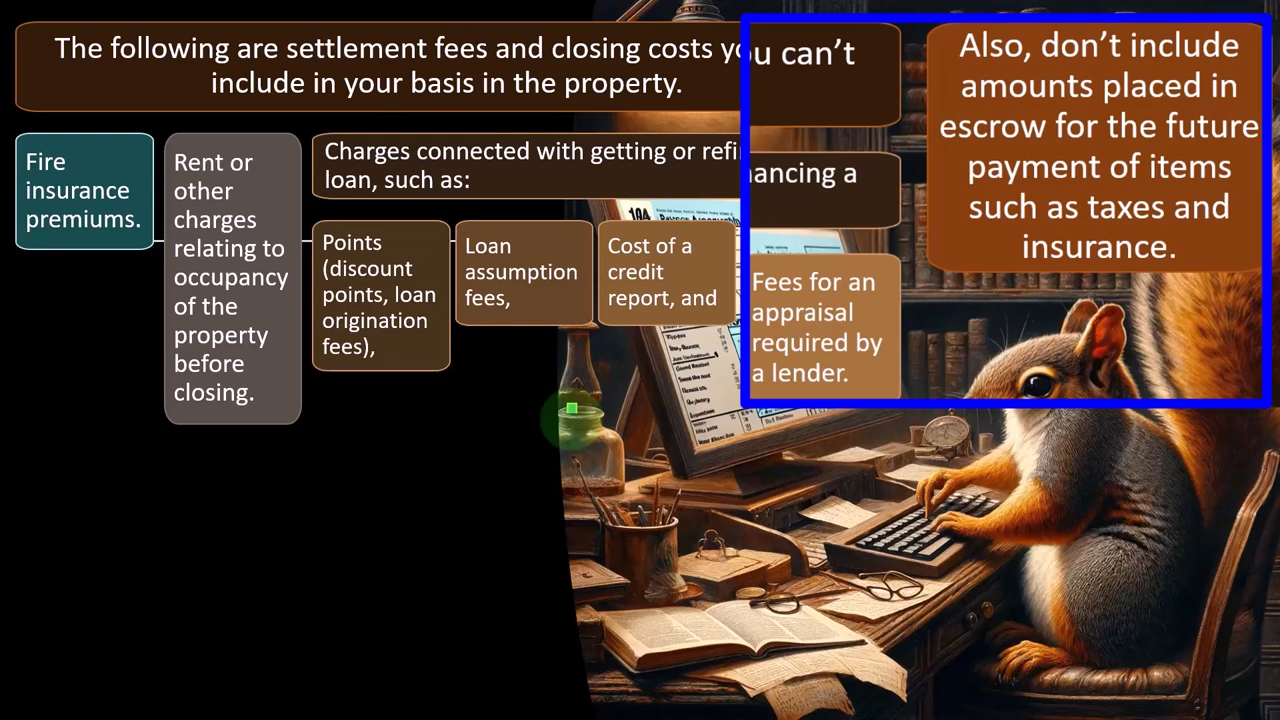 The following are settlement fees and closing costs you can’t
include in your basis in the property.
Also, don’t include
amounts placed in
escrow for the future
payment of items
such as taxes and
insurance.
Fire
insurance
premiums.
Rent or
other
charges
relating to
occupancy
of the
property
before
closing.
Charges connected with getting or refinancing a
loan, such as:
Points
(discount
points, loan
origination
fees),
Loan
assumption
fees,
Cost of a
credit
report, and
Fees for an
appraisal
required by
a lender.
104